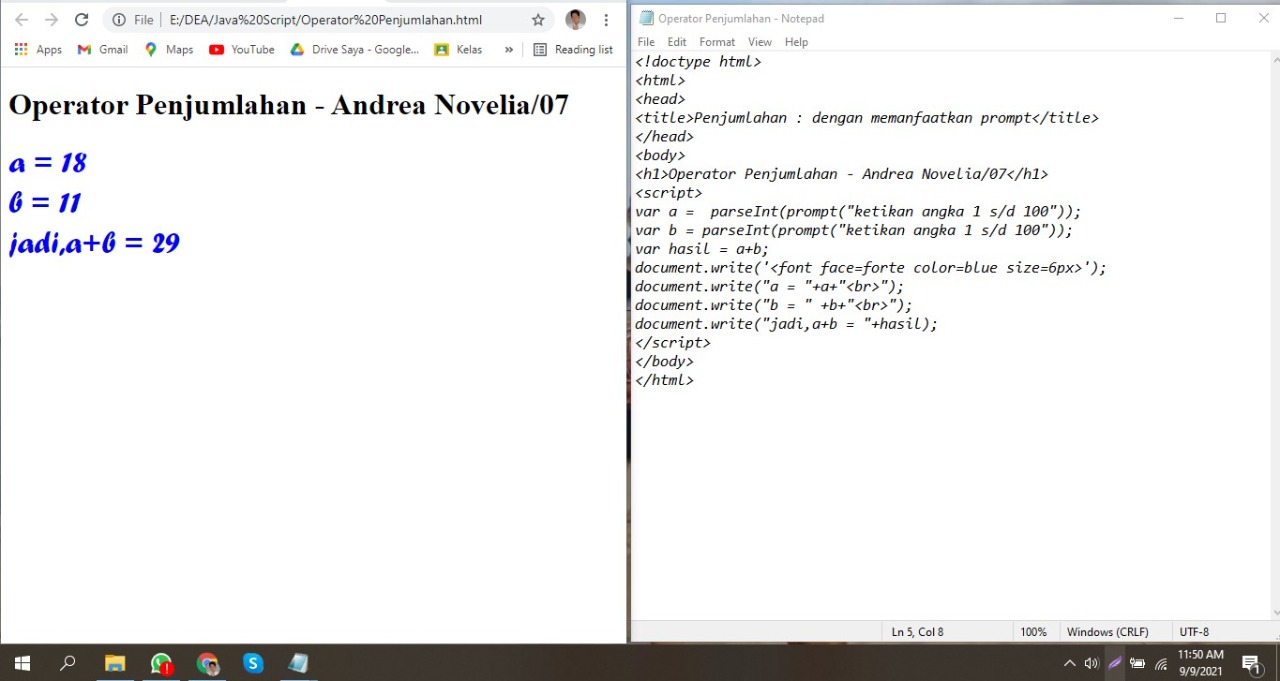 File
E:/DEA/Java%20Script/Operator%20Penjumlahan.html
Apps
Gmail
Maps
YouTube
Drive Saya - Google...
Kelas
»
Reading list
Operator Penjumlahan - Andrea Novelia/07
a = 18
b = 11
jadi,a+b = 29
Operator Penjumlahan - Notepad
File Edit Format View Help
<!doctype html>
<html>
<head>
<title>Penjumlahan : dengan memanfaatkan prompt</title>
</head>
<body>
<h1>Operator Penjumlahan - Andrea Novelia/07</h1>
<script>
var a =  parseInt(prompt("ketikan angka 1 s/d 100"));
var b = parseInt(prompt("ketikan angka 1 s/d 100"));
var hasil = a+b;
document.write('<font face=forte color=blue size=6px>');
document.write("a = "+a+"<br>");
document.write("b = " +b+"<br>");
document.write("jadi,a+b = "+hasil);
</script>
</body>
</html>
Ln 5, Col 8
100%
Windows (CRLF)
UTF-8
S
11:50 AM
9/9/2021
1